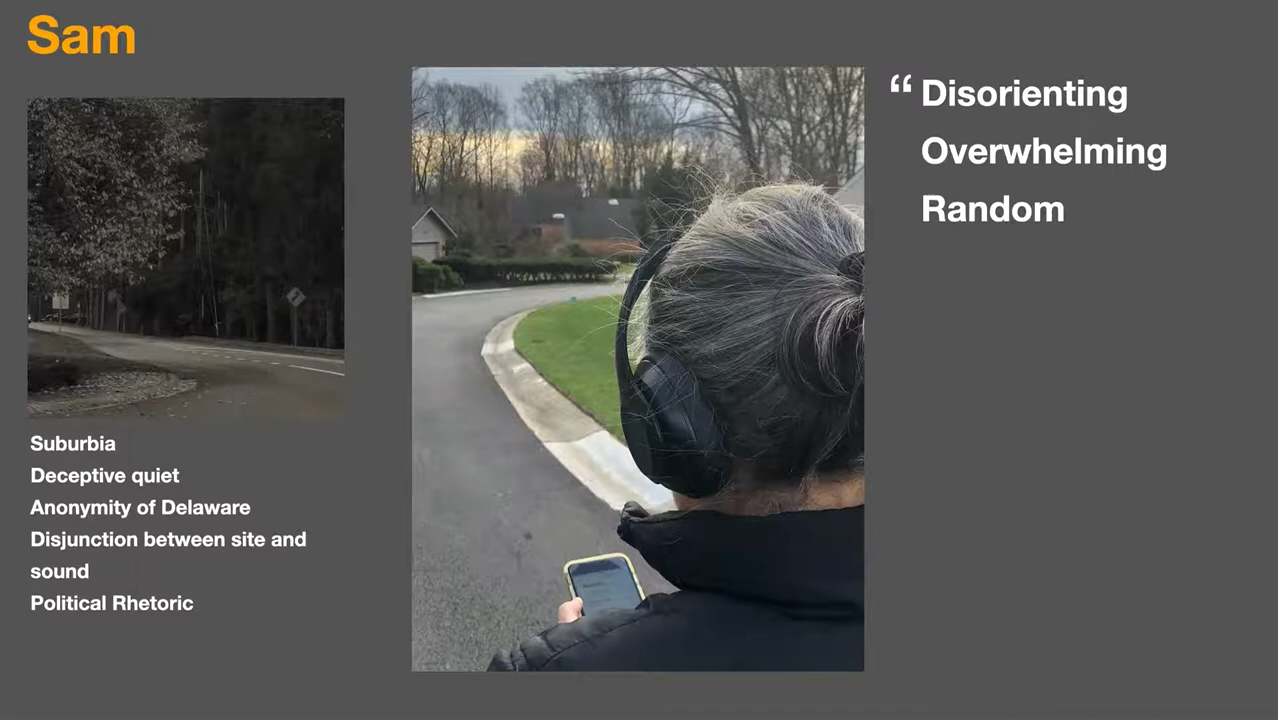 Sam
“ Disorienting
Overwhelming
Random
Suburbia
Deceptive quiet
Anonymity of Delaware
Disjunction between site and
sound
Political Rhetoric